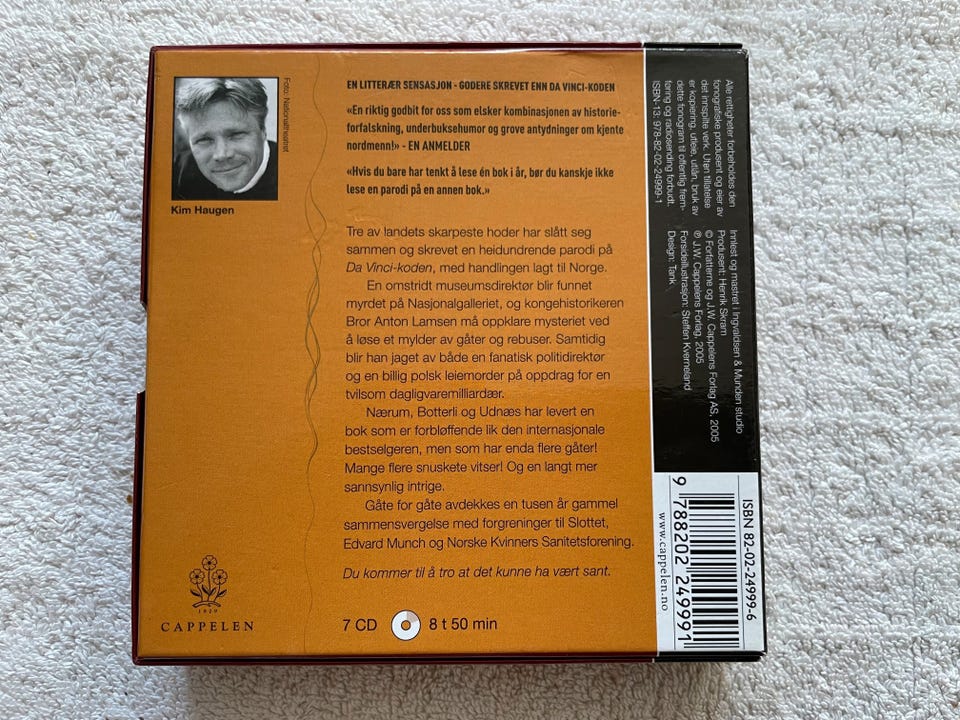 Foto: Nationaltheatret
Kim Haugen
EN LITTERÆR SENSASJON - GODERE SKREVET ENN DA VINCI-KODEN
«En riktig godbit for oss som elsker kombinasjonen av historie-
forfalskning, underbuksehumor og grove antydninger om kjente
nordmenn!» - EN ANMELDER
«Hvis du bare har tenkt å lese én bok i år, bør du kanskje ikke
lese en parodi på en annen bok.»
Tre av landets skarpeste hoder har slått seg
sammen og skrevet en heidundrende parodi på
Da Vinci-koden, med handlingen lagt til Norge.
En omstridt museumsdirektør blir funnet
myrdet på Nasjonalgalleriet, og kongehistorikeren
Bror Anton Lamsen må oppklare mysteriet ved
å løse et mylder av gåter og rebuser. Samtidig
blir han jaget av både en fanatisk politidirektør
og en billig polsk leiemorder på oppdrag for en
tvilsom dagligvaremilliardær.
Nærum, Botterli og Udnæs har levert en
bok som er forbløffende lik den internasjonale
bestselgeren, men som har enda flere gåter!
Mange flere snuskete vitser! Og en langt mer
sannsynlig intrige.
Gåte for gåte avdekkes en tusen år gammel
sammensvergelse med forgreninger til Slottet,
Edvard Munch og Norske Kvinners Sanitetsforening.
Du kommer til å tro at det kunne ha vært sant.
1829
CAPPELEN
7 CD 8 t 50 min
Alle rettigheter forbeholdes den
fonografiske produsent og eier av
det innspilte verk. Uten tillatelse
er kopiering, utleie, utlån, bruk av
dette fonogram til offentlig frem-
føring og radiosending forbudt.
ISBN-13: 978-82-02-24999-1
Innlest og mastret i Ingvaldsen & Munden studio
Produsent: Henrik Skram
© Forfatterne og J.W. Cappelens Forlag AS, 2005
℗ J.W. Cappelens Forlag, 2005
Forsideillustrasjon: Steffen Kverneland
Design: Tank
ISBN 82-02-24999-6
9 788202 249991
www.cappelen.no